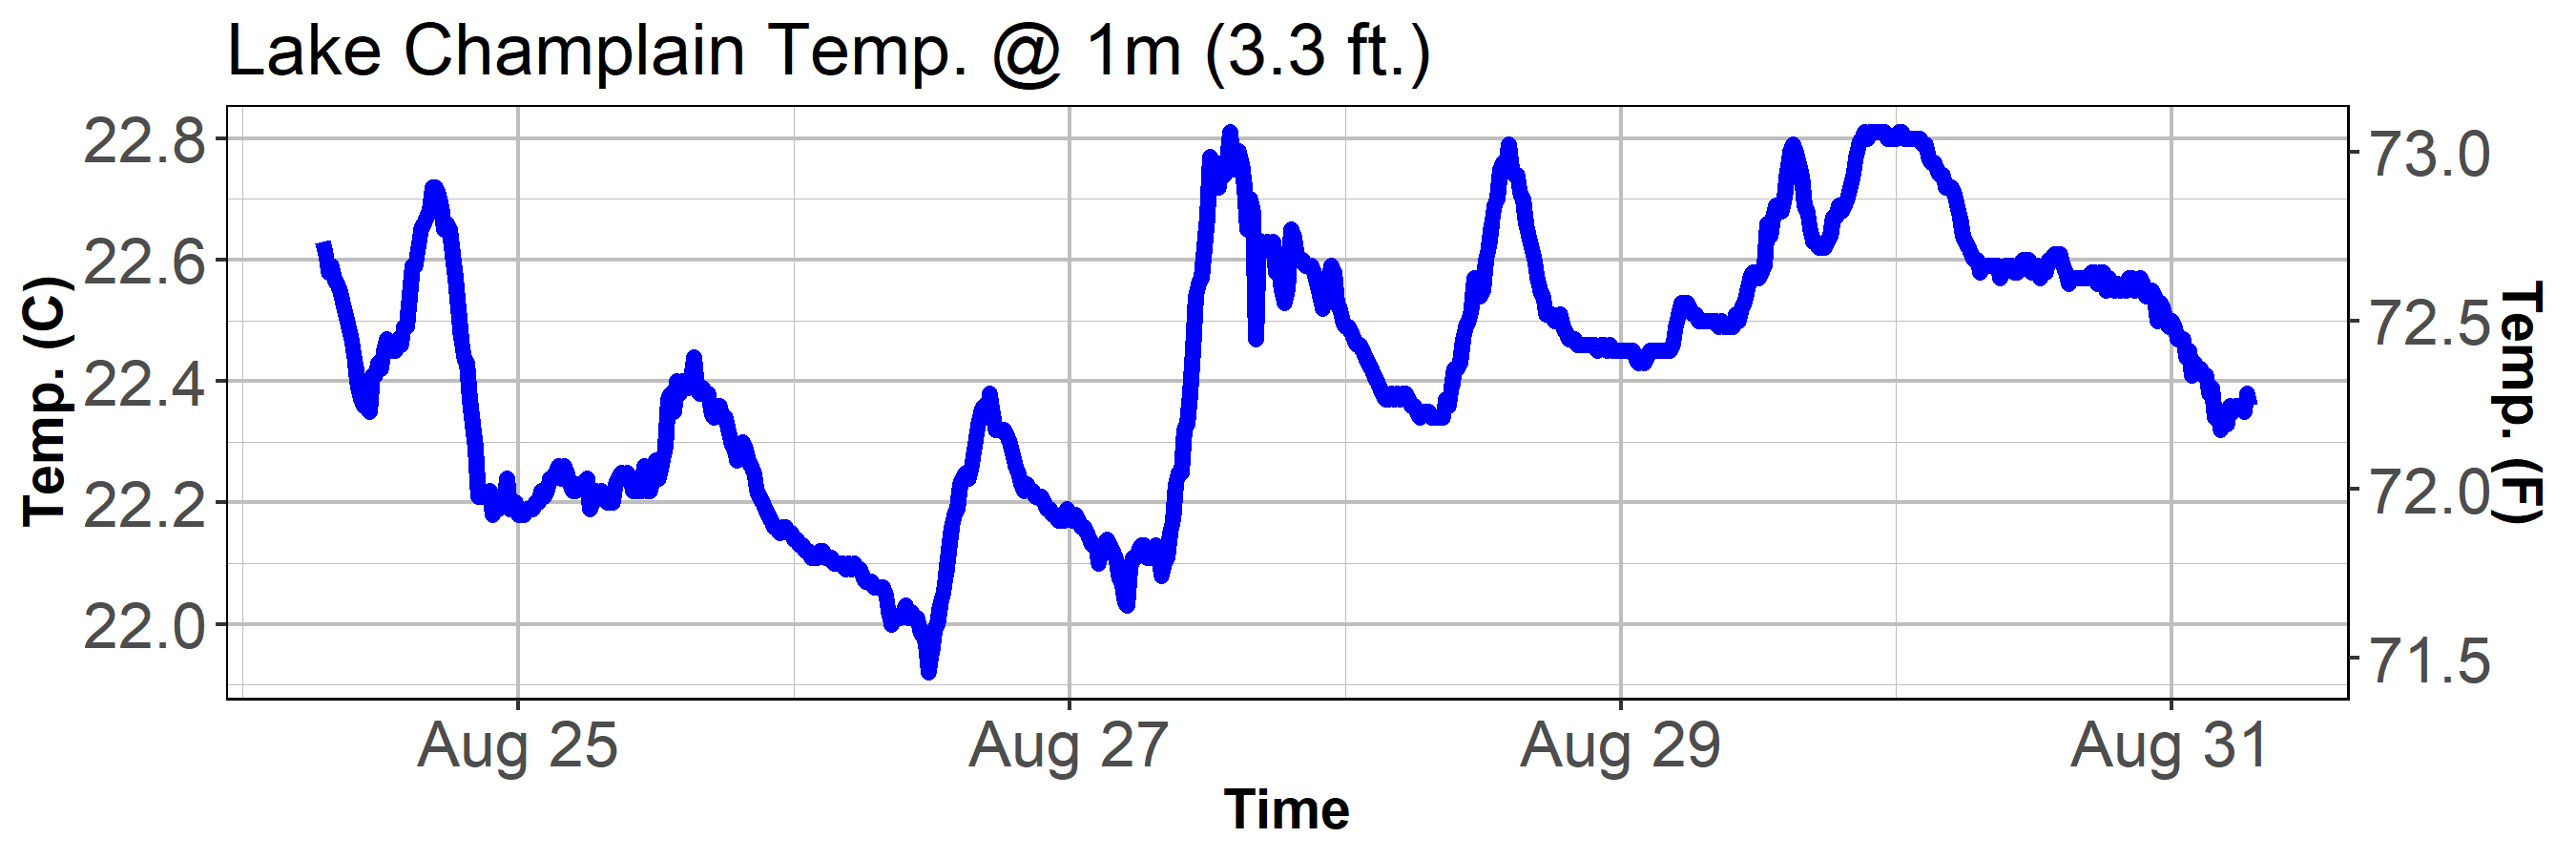 Lake Champlain Temp. @ 1m (3.3 ft.)
22.8
22.6
22.4
22.2
22.0
Temp. (C)
73.0
72.5
72.0
71.5
Temp. (F)
Aug 25
Aug 27
Aug 29
Aug 31
Time